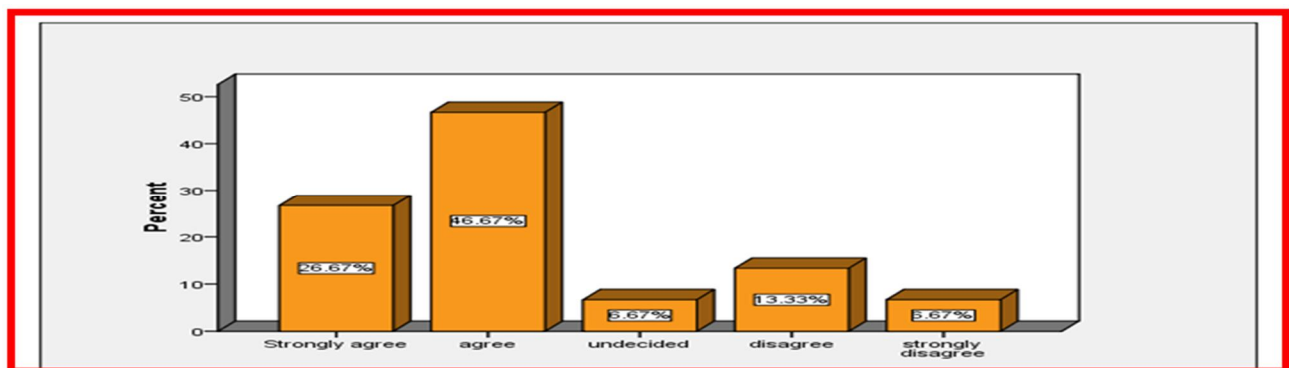 Percent
50
40
30
20
10
0
26.67%
46.67%
6.67%
13.33%
6.67%
Strongly agree
agree
undecided
disagree
strongly
disagree